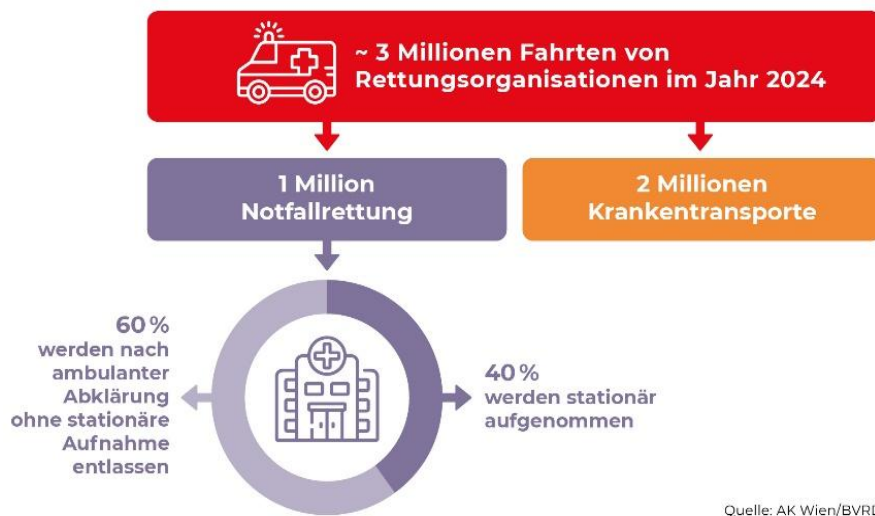 ~ 3 Millionen Fahrten von
Rettungsorganisationen im Jahr 2024
1 Million
Notfallrettung
2 Millionen
Krankentransporte
60 %
werden nach
ambulanter
Abklärung
ohne stationäre
Aufnahme
entlassen
40 %
werden stationär
aufgenommen
Quelle: AK Wien/BVRD